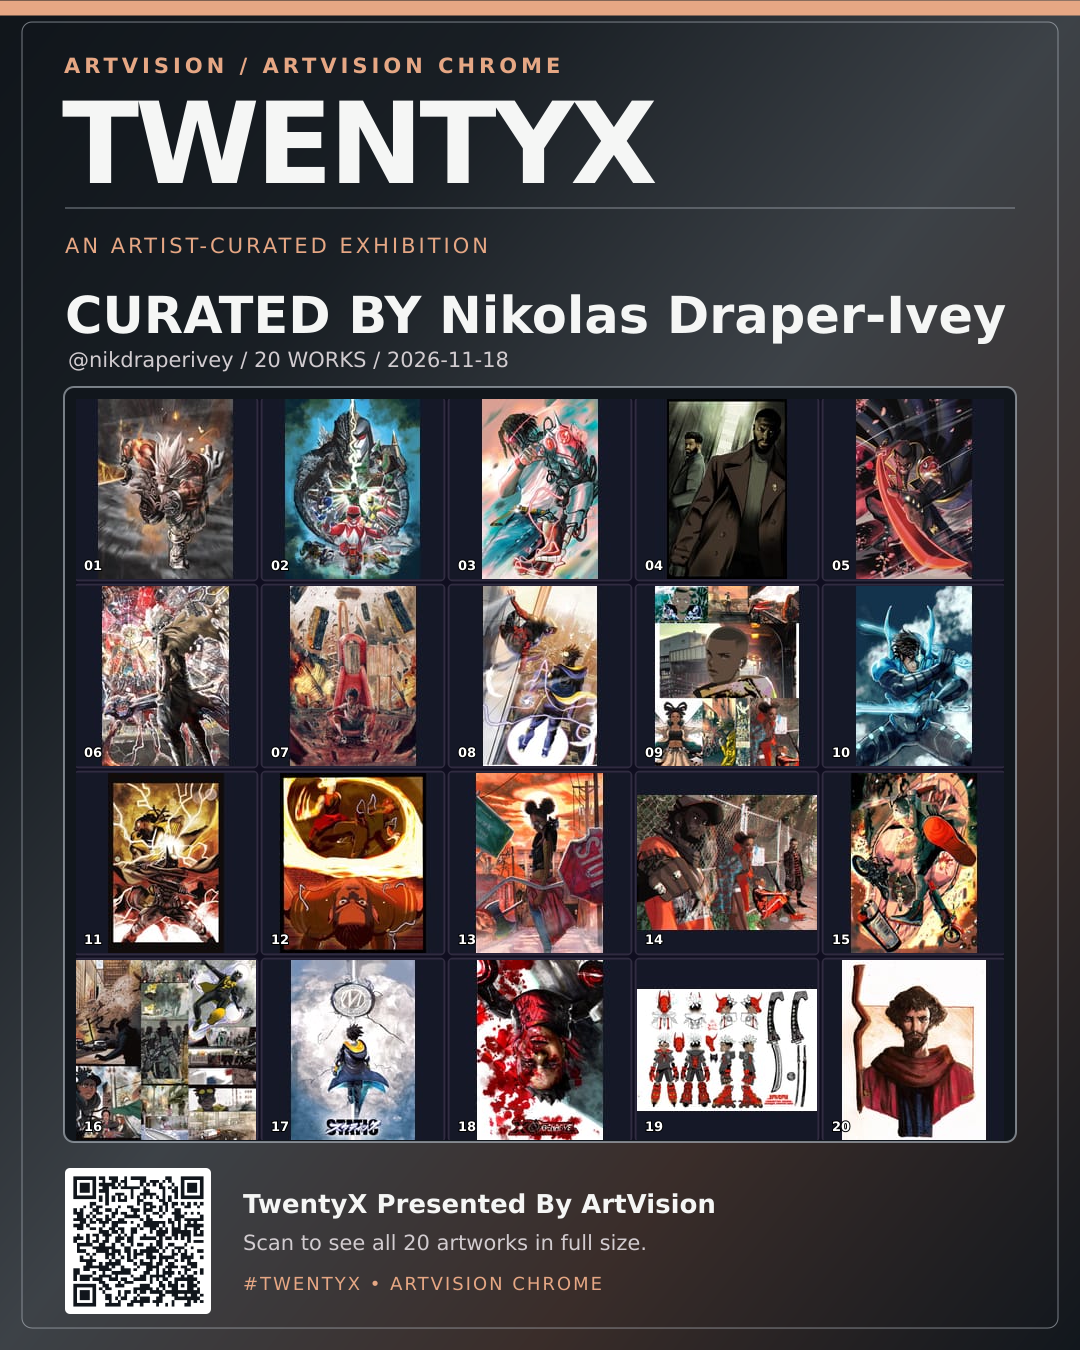 ARTVISION / ARTVISION CHROME
TWENTYX
AN ARTIST-CURATED EXHIBITION
CURATED BY Nikolas Draper-Ivey
@nikdraperivey / 20 WORKS / 2026-11-18
01
02
03
04
05
06
07
08
09
10
11
12
13
STOP
14
15
16
17
STATIC
18
19
20
TwentyX Presented By ArtVision
Scan to see all 20 artworks in full size.
#TWENTYX • ARTVISION CHROME